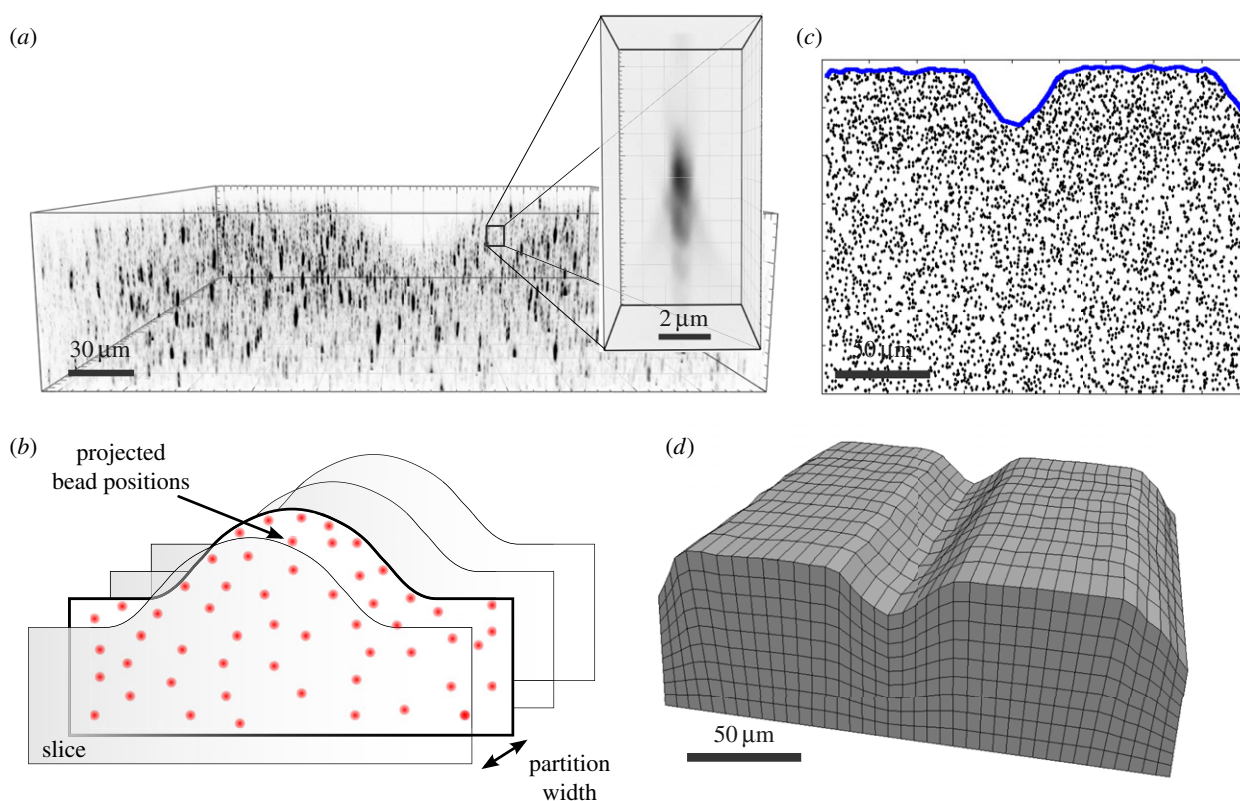 (a)
30 µm
2 µm
(c)
50 µm
(b)
projected
bead positions
slice
partition
width
(d)
50 µm